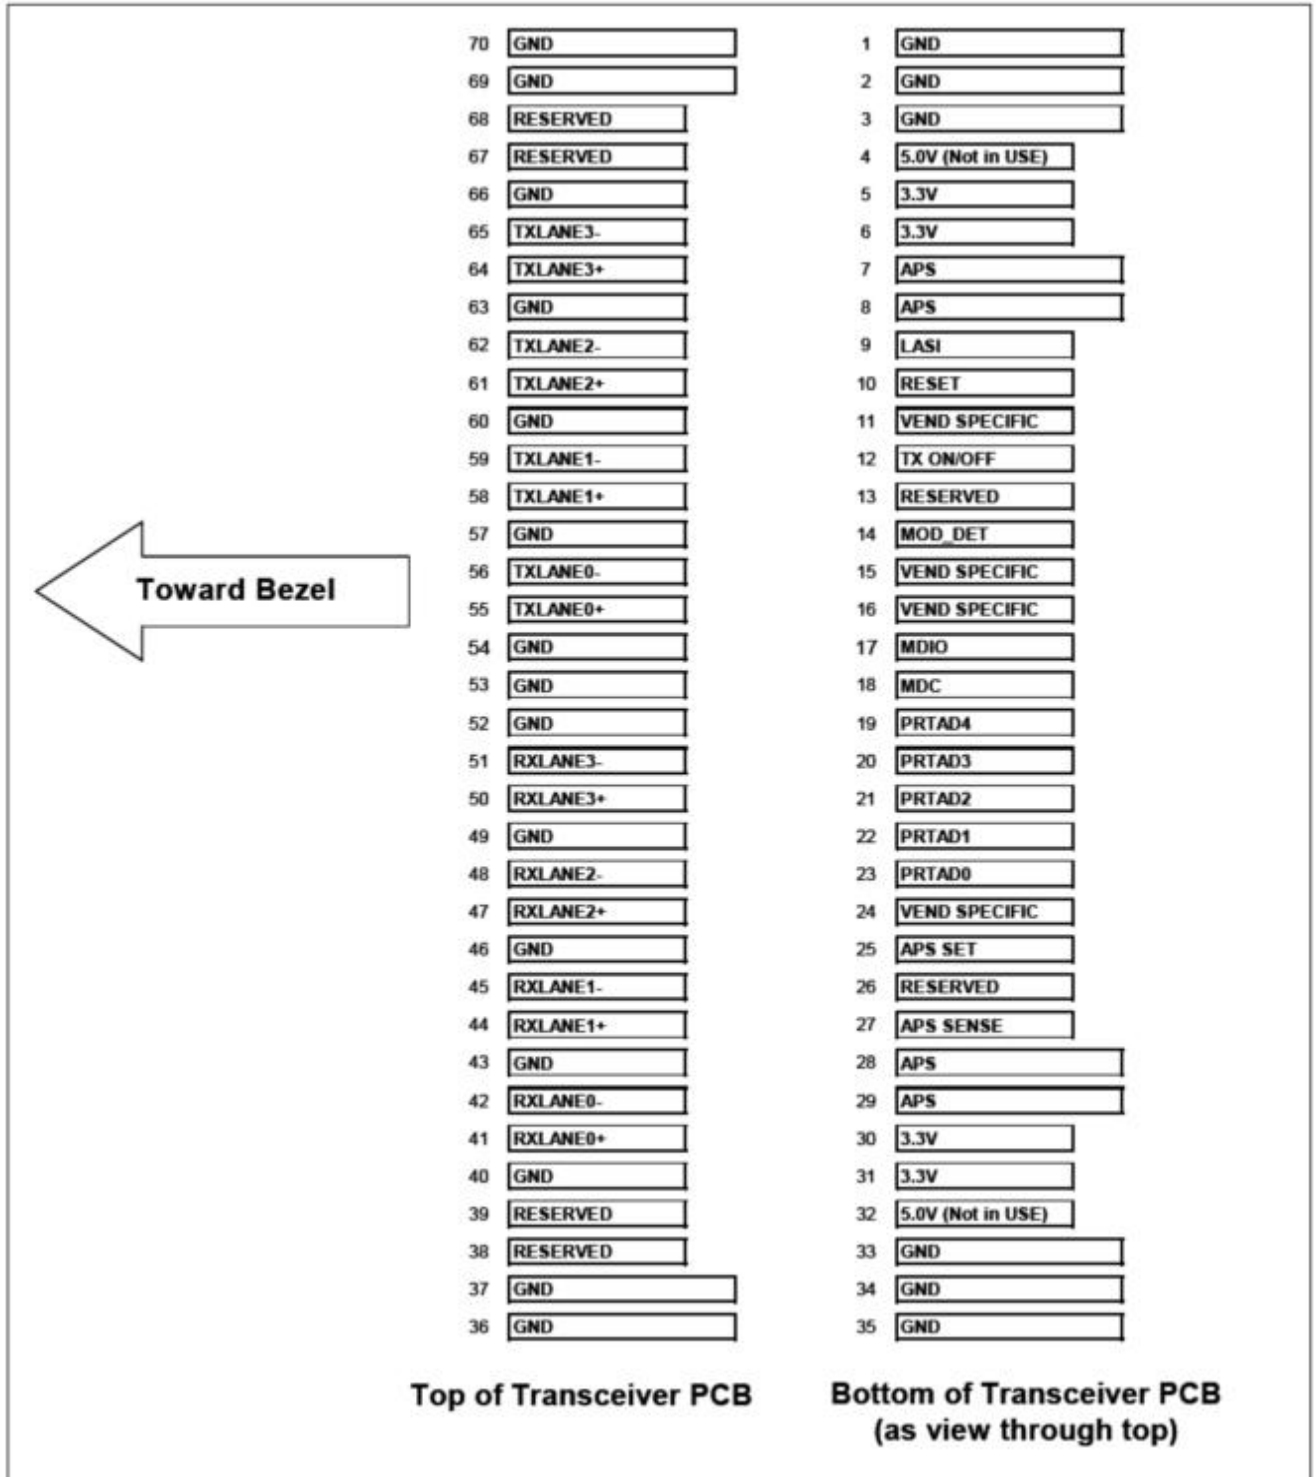 70 GND 1 GND
69 GND 2 GND
68 RESERVED 3 GND
67 RESERVED 4 5.0V (Not in USE)
66 GND 5 3.3V
65 TXLANE3- 6 3.3V
64 TXLANE3+ 7 APS
63 GND 8 APS
62 TXLANE2- 9 LASI
61 TXLANE2+ 10 RESET
60 GND 11 VEND SPECIFIC
59 TXLANE1- 12 TX ON/OFF
58 TXLANE1+ 13 RESERVED
57 GND 14 MOD_DET
56 TXLANE0- 15 VEND SPECIFIC
Toward Bezel
55 TXLANE0+ 16 VEND SPECIFIC
54 GND 17 MDIO
53 GND 18 MDC
52 GND 19 PRTAD4
51 RXLANE3- 20 PRTAD3
50 RXLANE3+ 21 PRTAD2
49 GND 22 PRTAD1
48 RXLANE2- 23 PRTAD0
47 RXLANE2+ 24 VEND SPECIFIC
46 GND 25 APS SET
45 RXLANE1- 26 RESERVED
44 RXLANE1+ 27 APS SENSE
43 GND 28 APS
42 RXLANE0- 29 APS
41 RXLANE0+ 30 3.3V
40 GND 31 3.3V
39 RESERVED 32 5.0V (Not in USE)
38 RESERVED 33 GND
37 GND 34 GND
36 GND 35 GND
Top of Transceiver PCB Bottom of Transceiver PCB
(as view through top)